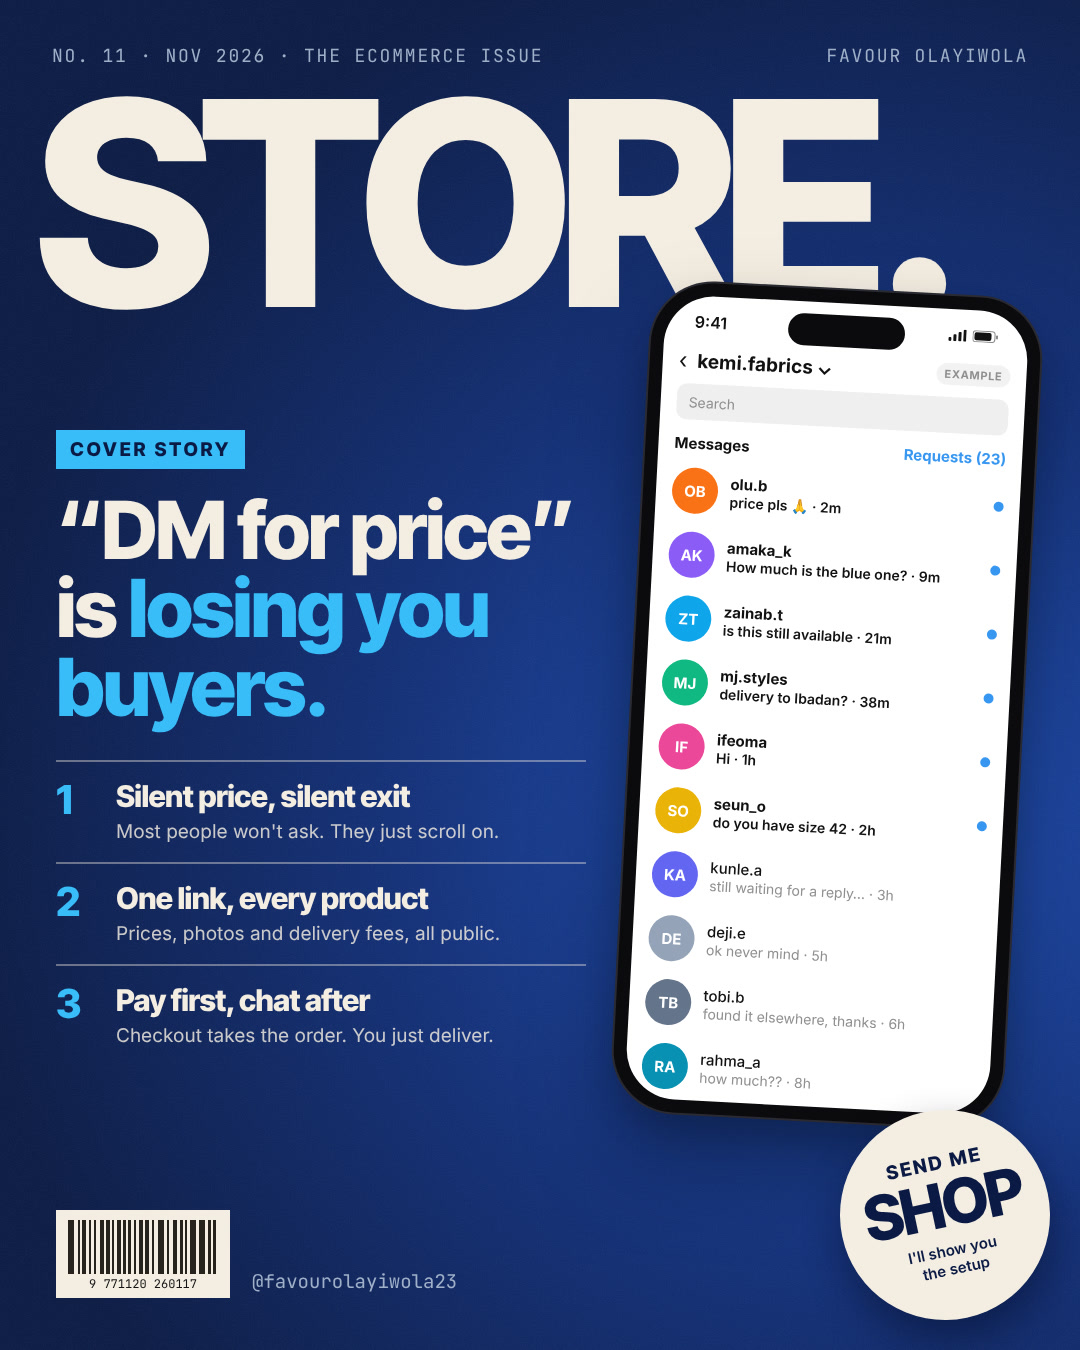 NO. 11 · NOV 2026 · THE ECOMMERCE ISSUE
FAVOUR OLAYIWOLA
STORE.
COVER STORY
“DM for price”
is losing you
buyers.
1
Silent price, silent exit
Most people won't ask. They just scroll on.
2
One link, every product
Prices, photos and delivery fees, all public.
3
Pay first, chat after
Checkout takes the order. You just deliver.
9:41
kemi.fabrics
EXAMPLE
Search
Messages
Requests (23)
OB
olu.b
price pls 🙏 · 2m
AK
amaka_k
How much is the blue one? · 9m
ZT
zainab.t
is this still available · 21m
MJ
mj.styles
delivery to Ibadan? · 38m
IF
ifeoma
Hi · 1h
SO
seun_o
do you have size 42 · 2h
KA
kunle.a
still waiting for a reply... · 3h
DE
deji.e
ok never mind · 5h
TB
tobi.b
found it elsewhere, thanks · 6h
RA
rahma_a
how much?? · 8h
SEND ME
SHOP
I'll show you
the setup
9 771120 260117
@favourolayiwola23